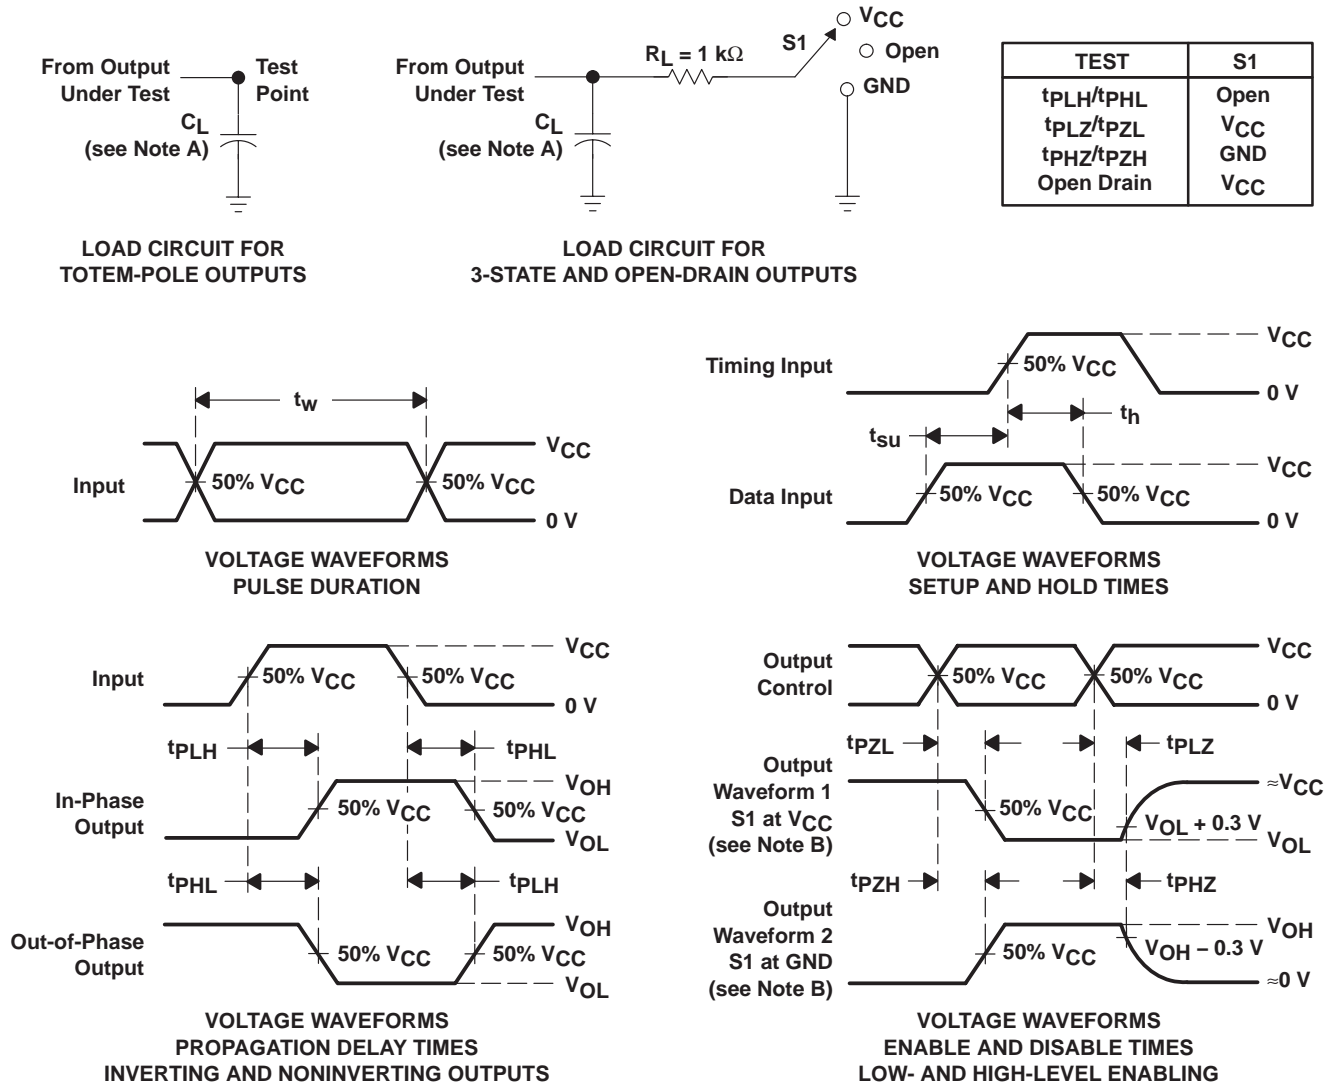 From Output
Under Test
Test
Point
CL
(see Note A)
LOAD CIRCUIT FOR
TOTEM-POLE OUTPUTS
From Output
Under Test
RL = 1 kΩ
S1
VCC
Open
GND
CL
(see Note A)
LOAD CIRCUIT FOR
3-STATE AND OPEN-DRAIN OUTPUTS
TEST S1
tPLH/tPHL Open
tPLZ/tPZL VCC
tPHZ/tPZH GND
Open Drain VCC
tw
Input
50% VCC
50% VCC
VCC
0 V
VOLTAGE WAVEFORMS
PULSE DURATION
Timing Input
50% VCC
VCC
0 V
tsu
th
Data Input
50% VCC
50% VCC
VCC
0 V
VOLTAGE WAVEFORMS
SETUP AND HOLD TIMES
Input
50% VCC
50% VCC
VCC
0 V
tPLH
tPHL
In-Phase
Output
50% VCC
50% VCC
VOH
VOL
tPHL
tPLH
Out-of-Phase
Output
50% VCC
50% VCC
VOH
VOL
VOLTAGE WAVEFORMS
PROPAGATION DELAY TIMES
INVERTING AND NONINVERTING OUTPUTS
Output
Control
50% VCC
50% VCC
VCC
0 V
tPZL
tPLZ
Output
Waveform 1
S1 at VCC
(see Note B)
50% VCC
VOL + 0.3 V
≈VCC
VOL
tPZH
tPHZ
Output
Waveform 2
S1 at GND
(see Note B)
50% VCC
VOH − 0.3 V
VOH
≈0 V
VOLTAGE WAVEFORMS
ENABLE AND DISABLE TIMES
LOW- AND HIGH-LEVEL ENABLING